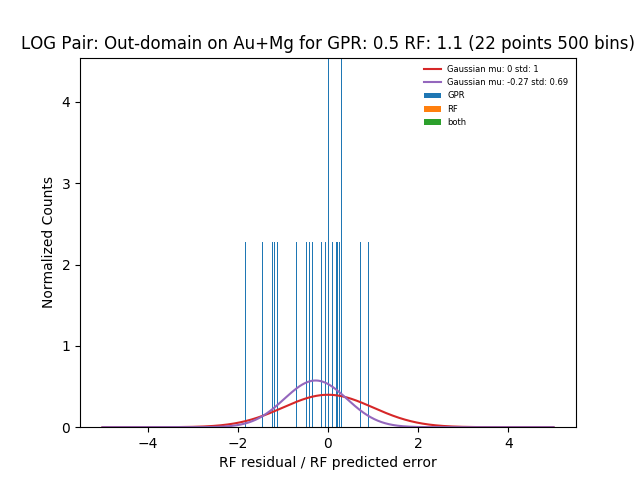 LOG Pair: Out-domain on Au+Mg for GPR: 0.5 RF: 1.1 (22 points 500 bins)
Gaussian mu: 0 std: 1
Gaussian mu: -0.27 std: 0.69
GPR
RF
both
Normalized Counts
4
3
2
1
0
−4 −2 0 2 4
RF residual / RF predicted error